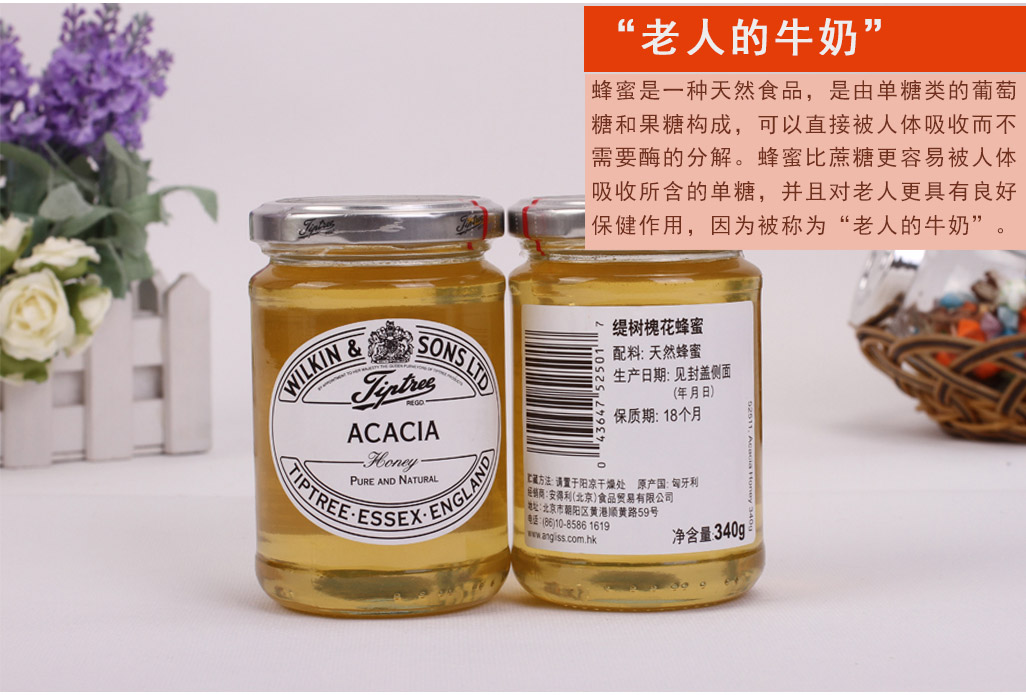 “老人的牛奶”
蜂蜜是一种天然食品，是由单糖类的葡萄
糖和果糖构成，可以直接被人体吸收而不
需要酶的分解。蜂蜜比蔗糖更容易被人体
吸收所含的单糖，并且对老人更具有良好
保健作用，因为被称为“老人的牛奶”。
Tiptree
WILKIN & SONS LTD
Tiptree
REGD.
ACACIA
Honey
PURE AND NATURAL
TIPTREE·ESSEX·ENGLAND
0 43647 52501 7
缇树槐花蜂蜜
配料: 天然蜂蜜
生产日期: 见封盖侧面
(年月日)
保质期: 18个月
贮藏方法: 请置于阳凉干燥处 原产国: 匈牙利
经销商: 安得利(北京)食品贸易有限公司
地址: 北京市朝阳区黄港顺黄路59号
电话: (86)10-8586 1619
www.angliss.com.hk
净含量:340g
52511. Acacia Honey 340g